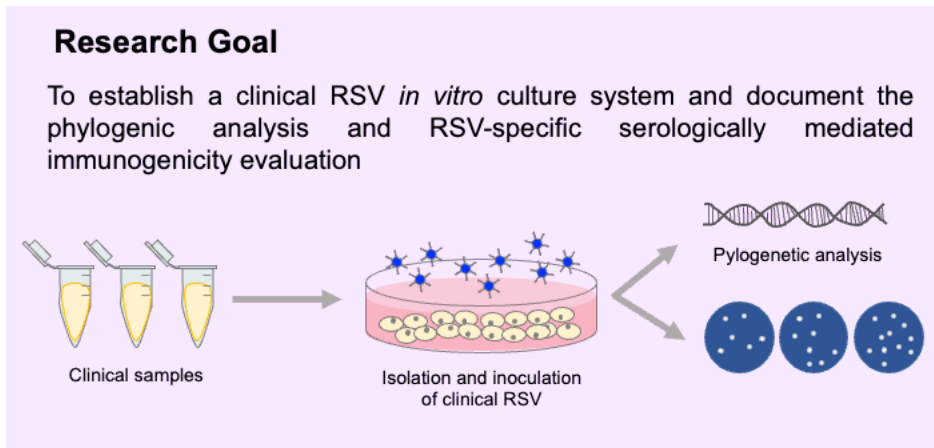 Research Goal
To establish a clinical RSV in vitro culture system and document the
phylogenic analysis and RSV-specific serologically mediated
immunogenicity evaluation
Pylogenetic analysis
Clinical samples
Isolation and inoculation
of clinical RSV